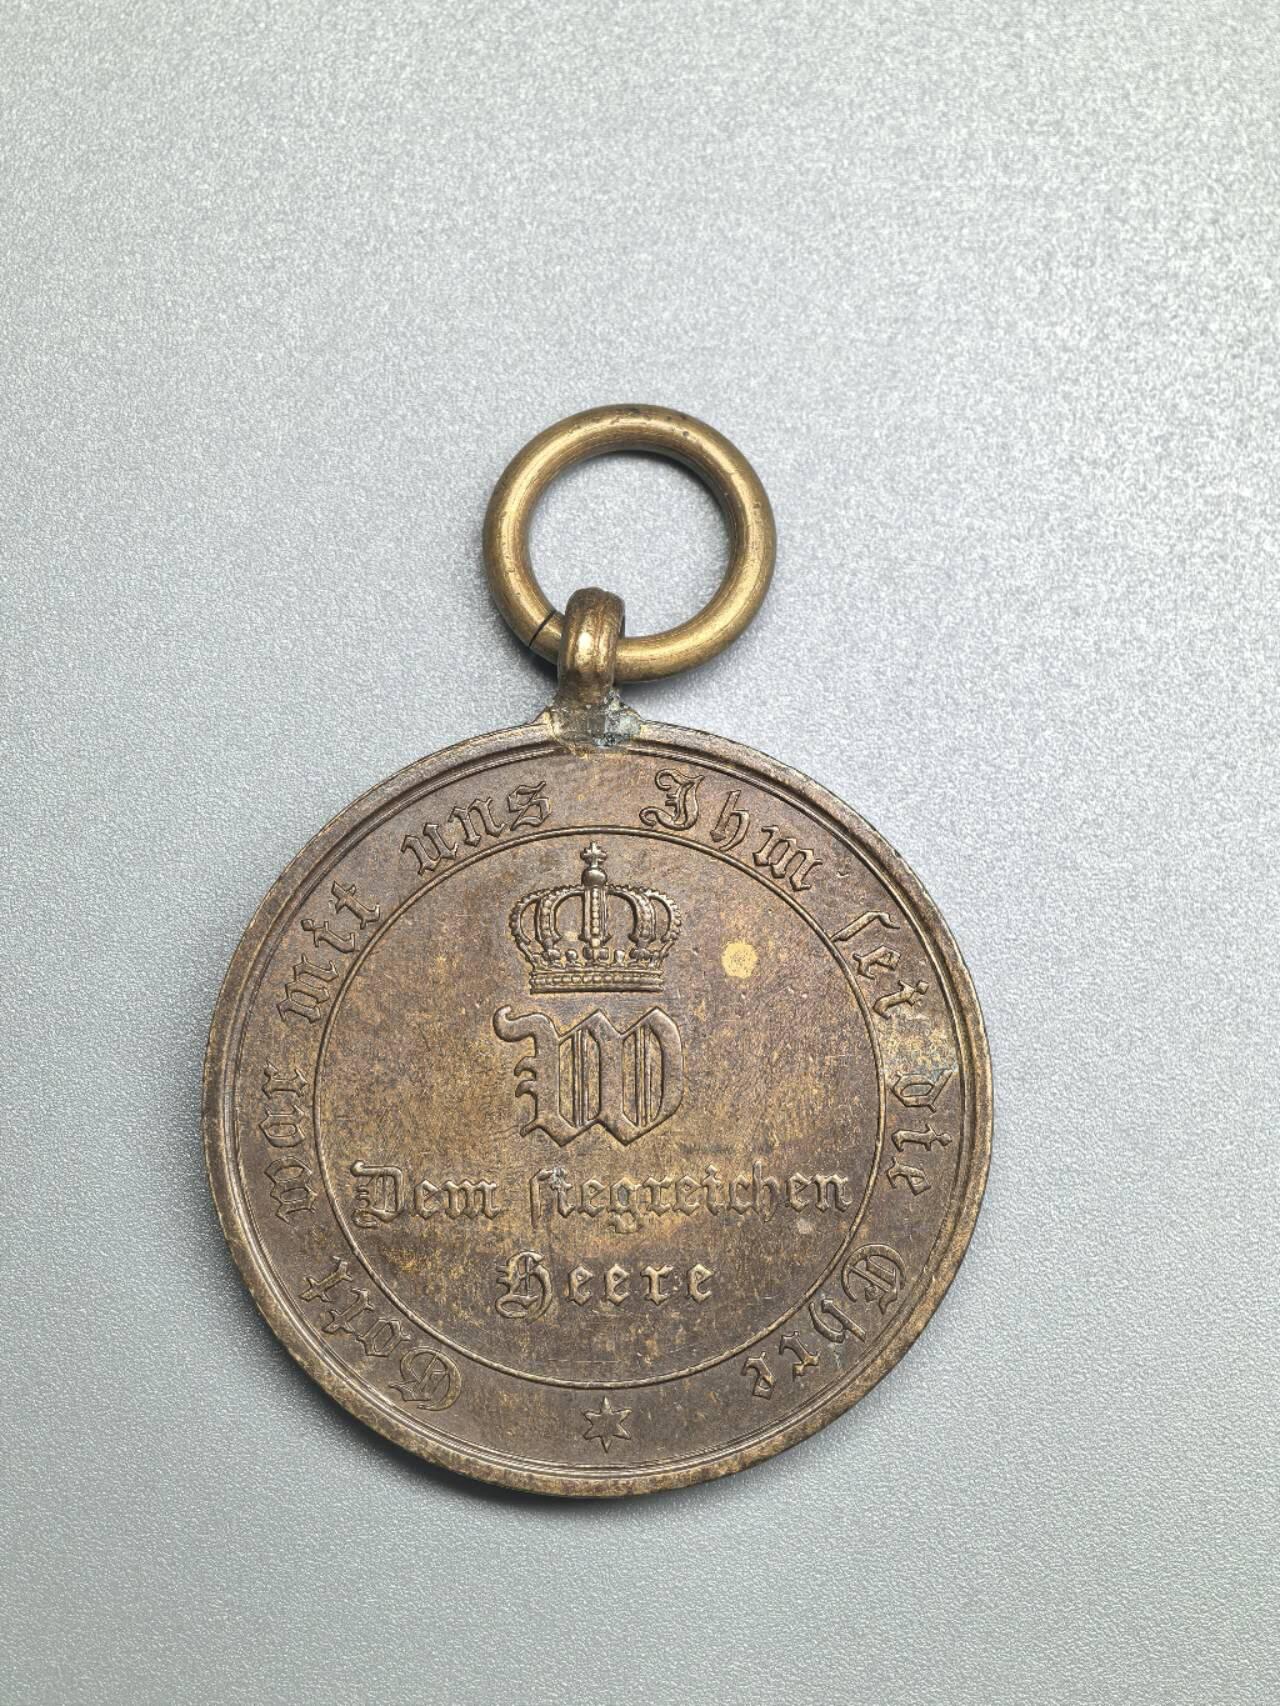 Gott war mit uns Ihm sei die Ehre
W
Dem siegreichen
Heere